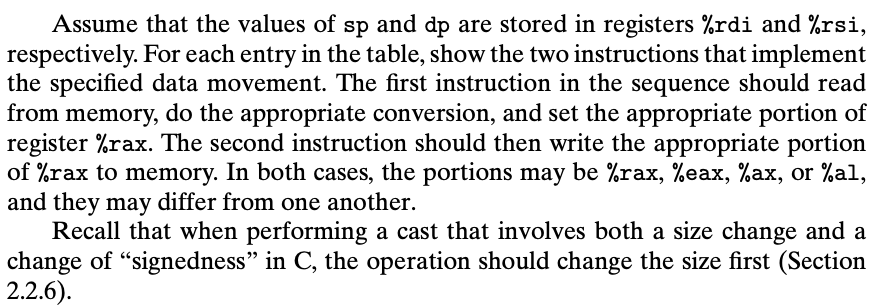 Assume that the values of sp and dp are stored in registers %rdi and %rsi,
respectively. For each entry in the table, show the two instructions that implement
the specified data movement. The first instruction in the sequence should read
from memory, do the appropriate conversion, and set the appropriate portion of
register %rax. The second instruction should then write the appropriate portion
of %rax to memory. In both cases, the portions may be %rax, %eax, %ax, or %al,
and they may differ from one another.
Recall that when performing a cast that involves both a size change and a
change of “signedness” in C, the operation should change the size first (Section
2.2.6).